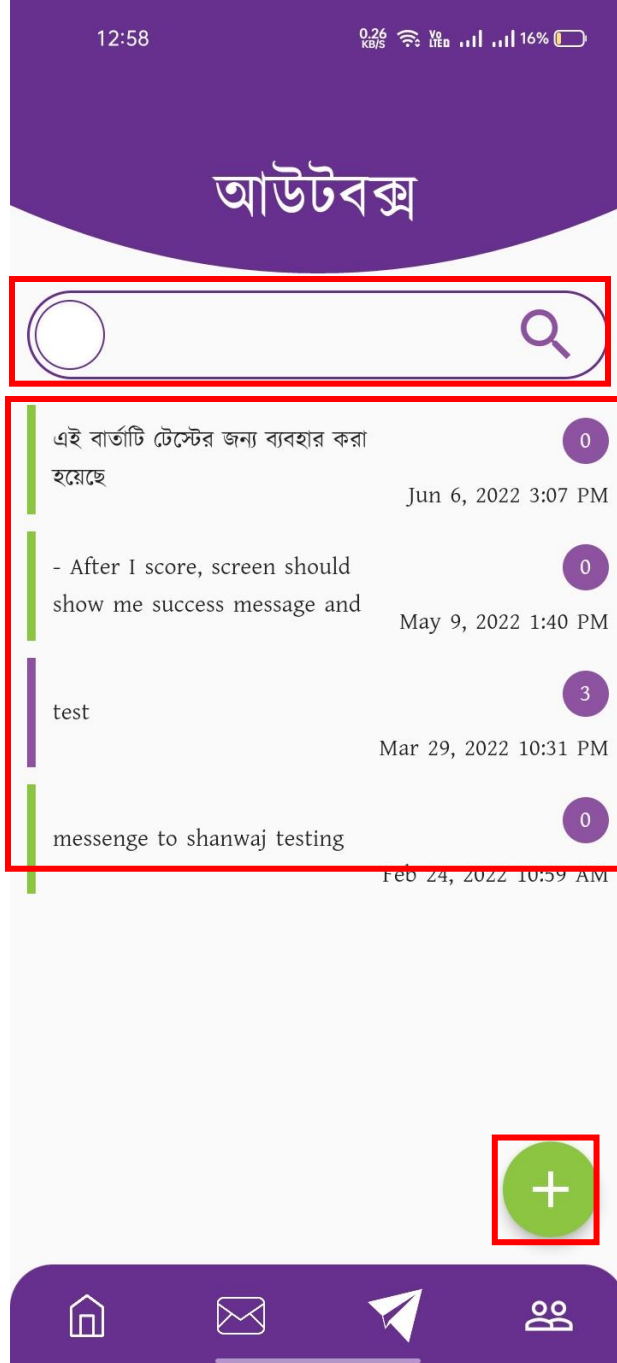 12:58
0.26 KB/S Vo LTE 16%
আউটবক্স
এই বার্তাটি টেস্টের জন্য ব্যবহার করা
হয়েছে
0
Jun 6, 2022 3:07 PM
- After I score, screen should
show me success message and
0
May 9, 2022 1:40 PM
test
3
Mar 29, 2022 10:31 PM
messenge to shanwaj testing
0
Feb 24, 2022 10:59 AM